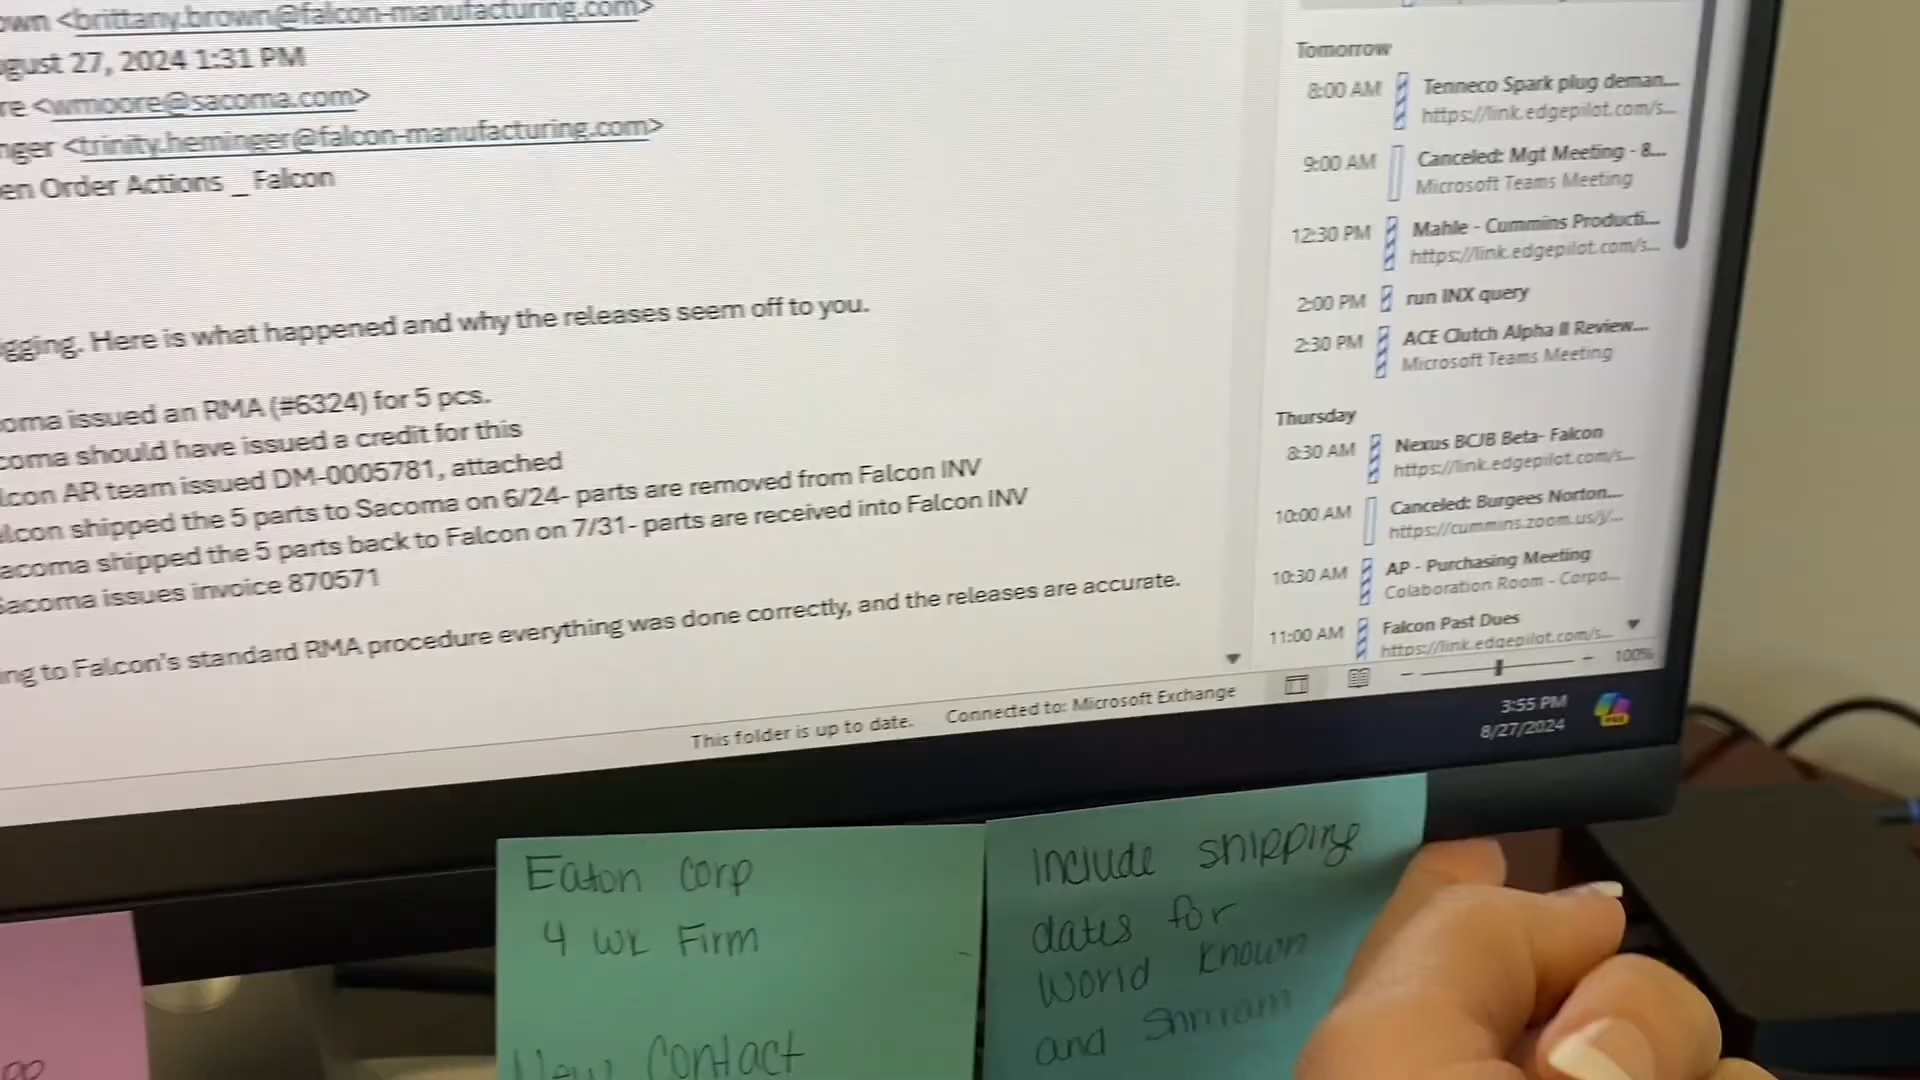 own <brittany.brown@falcon-manufacturing.com>
ugust 27, 2024 1:31 PM
re <wmoore@sacoma.com>
nger <trinity.heminger@falcon-manufacturing.com>
en Order Actions _ Falcon
igging. Here is what happened and why the releases seem off to you.
oma issued an RMA (#6324) for 5 pcs.
coma should have issued a credit for this
lcon AR team issued DM-0005781, attached
alcon shipped the 5 parts to Sacoma on 6/24- parts are removed from Falcon INV
acoma shipped the 5 parts back to Falcon on 7/31- parts are received into Falcon INV
Sacoma issues invoice 870571
ing to Falcon's standard RMA procedure everything was done correctly, and the releases are accurate.
This folder is up to date. Connected to: Microsoft Exchange
100%
Tomorrow
8:00 AM Tenneco Spark plug deman...
https://link.edgepilot.com/s...
9:00 AM Canceled: Mgt Meeting - 8...
Microsoft Teams Meeting
12:30 PM Mahle - Cummins Producti...
https://link.edgepilot.com/s...
2:00 PM run INX query
2:30 PM ACE Clutch Alpha II Review...
Microsoft Teams Meeting
Thursday
8:30 AM Nexus BCJB Beta- Falcon
https://link.edgepilot.com/s...
10:00 AM Canceled: Burgees Norton...
https://cummins.zoom.us/j/...
10:30 AM AP - Purchasing Meeting
Colaboration Room - Corpo...
11:00 AM Falcon Past Dues
https://link.edgepilot.com/s...
3:55 PM
8/27/2024
Eaton Corp
4 wk Firm
New Contact
Include shipping
dates for
World Known
and Shriram